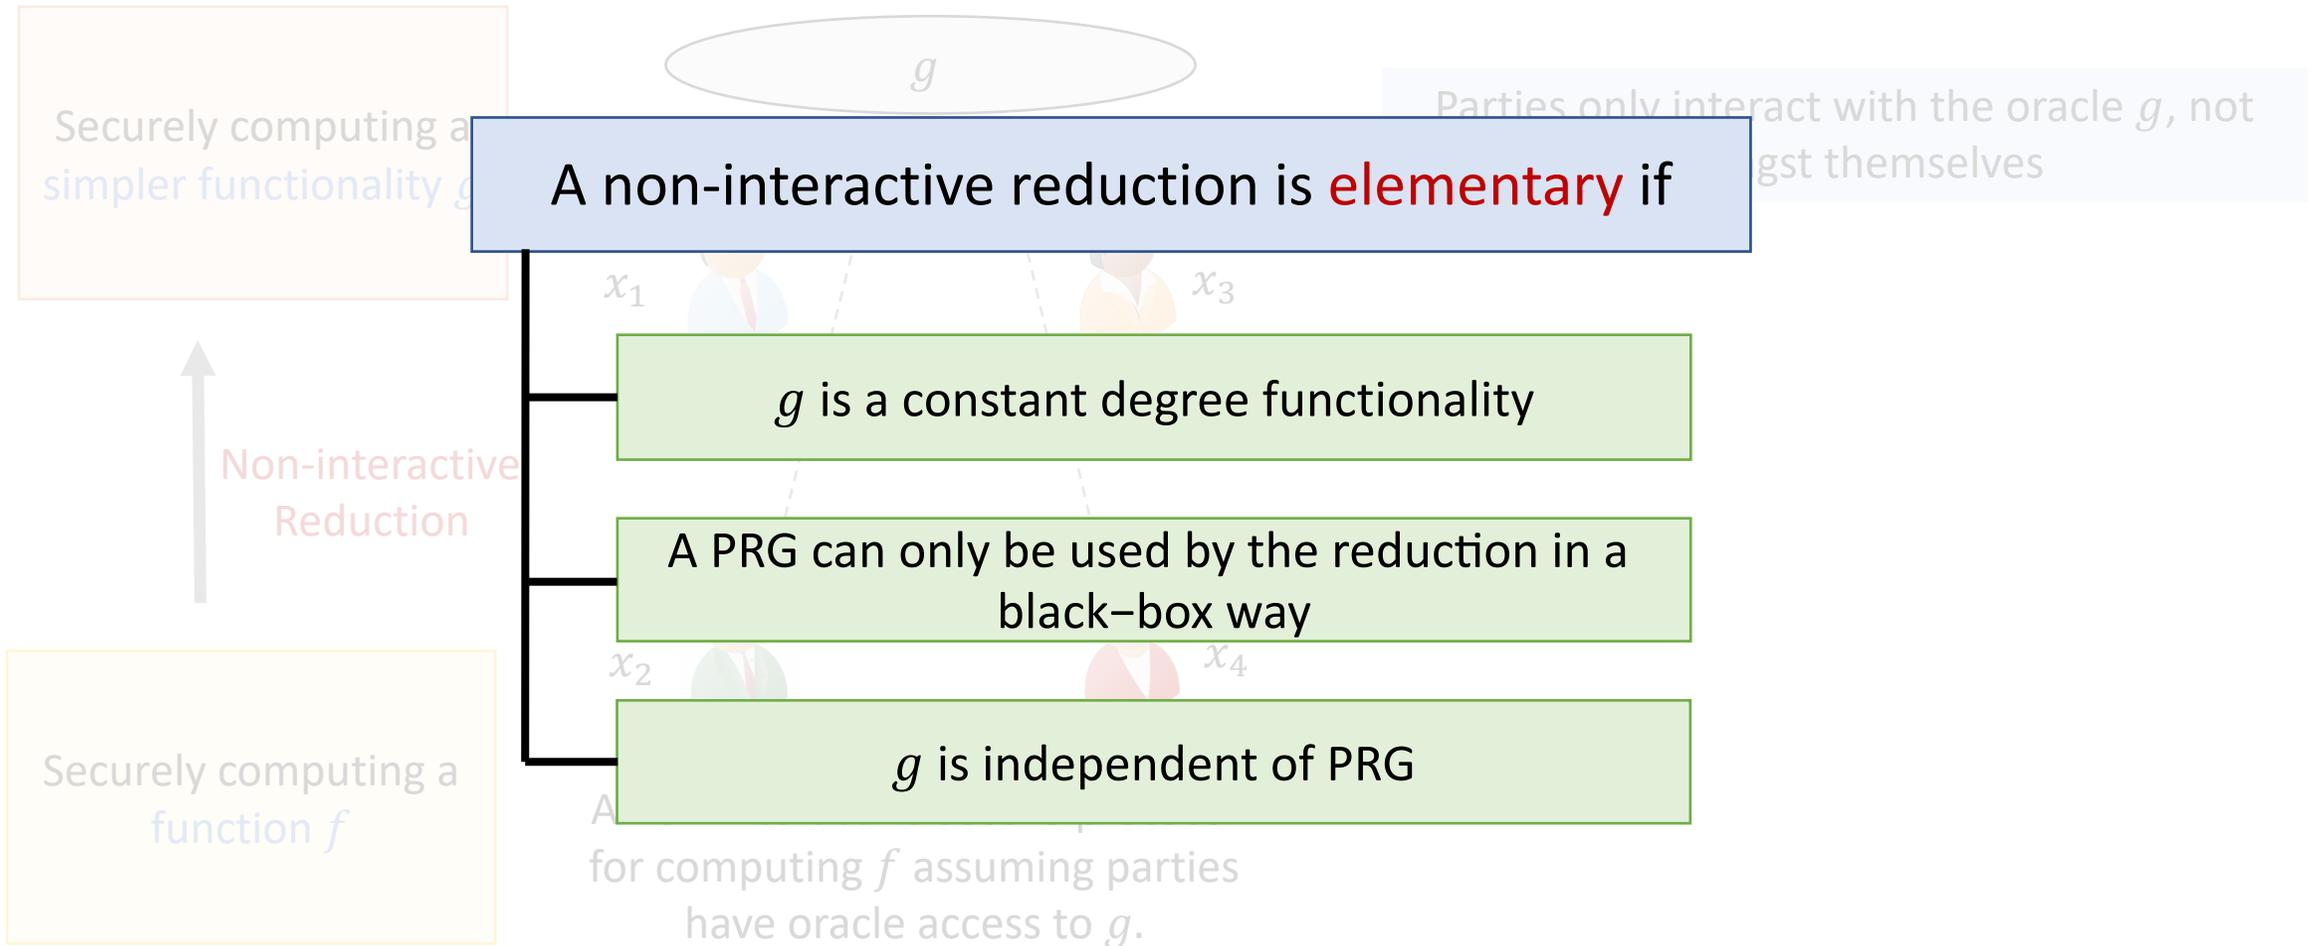 g
Securely computing a
simpler functionality g
Parties only interact with the oracle g, not
gst themselves
A non-interactive reduction is elementary if
x₁
x₃
g is a constant degree functionality
Non-interactive
Reduction
A PRG can only be used by the reduction in a
black–box way
x₂
x₄
g is independent of PRG
Securely computing a
function f
A
for computing f assuming parties
have oracle access to g.